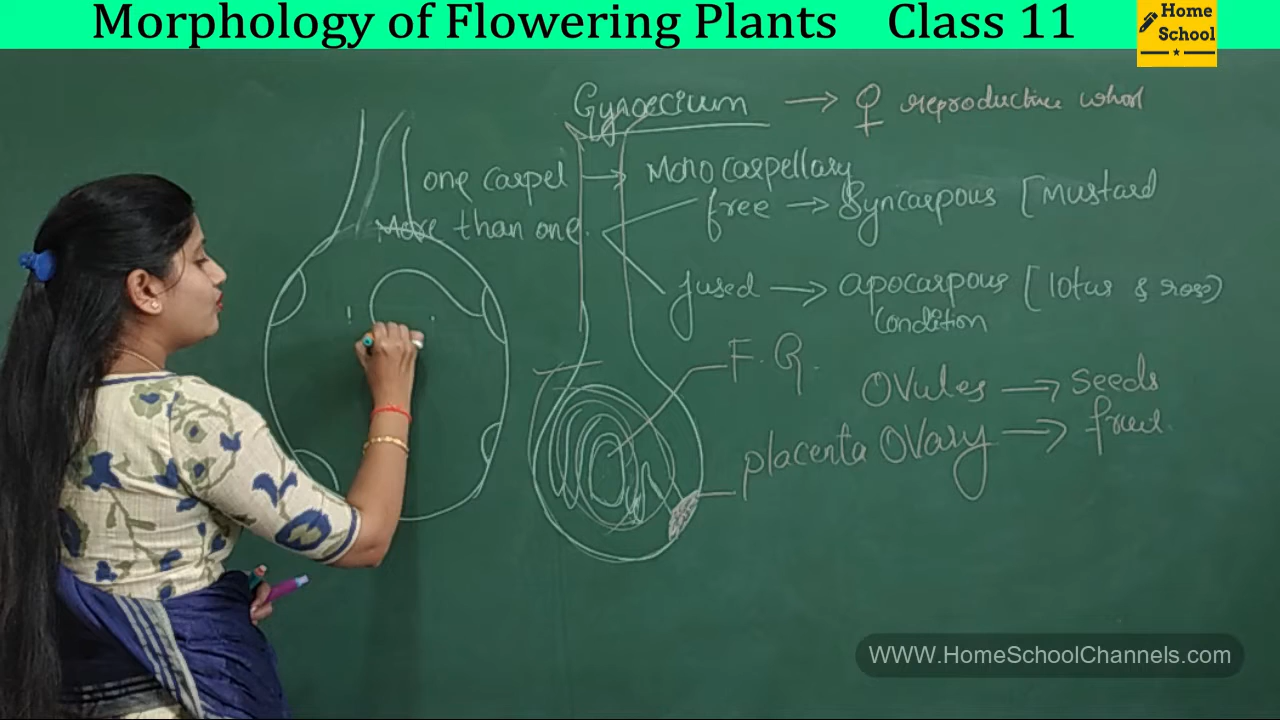 Morphology of Flowering Plants Class 11
Home
School
Gynoecium → ♀ reproductive whorl
one carpel → Mono carpellary
More than one.
free → Syncarpous [Mustard
fused → apocarpous [lotus & rose)
Condition
F. G.
Ovules → Seeds
placenta
Ovary → fruit
WWW.HomeSchoolChannels.com